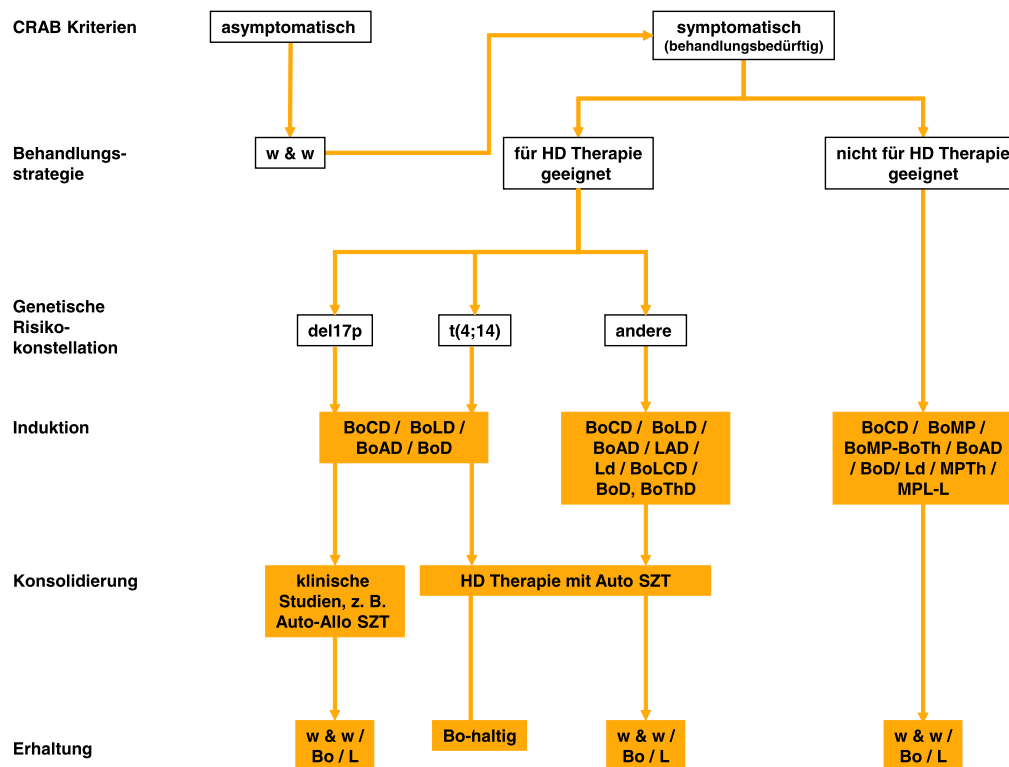 CRAB Kriterien
asymptomatisch
symptomatisch
(behandlungsbedürftig)
Behandlungs-
strategie
w & w
für HD Therapie
geeignet
nicht für HD Therapie
geeignet
Genetische
Risiko-
konstellation
del17p
t(4;14)
andere
Induktion
BoCD / BoLD /
BoAD / BoD
BoCD / BoLD /
BoAD / LAD /
Ld / BoLCD /
BoD, BoThD
BoCD / BoMP /
BoMP-BoTh / BoAD
/ BoD/ Ld / MPTh /
MPL-L
Konsolidierung
klinische
Studien, z. B.
Auto-Allo SZT
HD Therapie mit Auto SZT
Erhaltung
w & w /
Bo / L
Bo-haltig
w & w /
Bo / L
w & w /
Bo / L